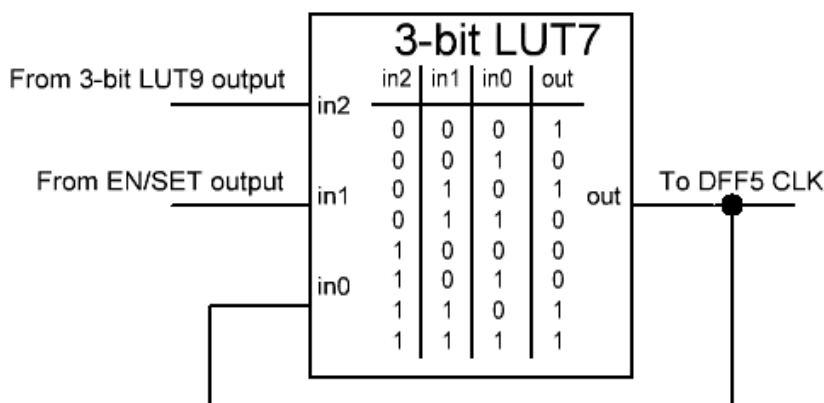 3-bit LUT7
From 3-bit LUT9 output
in2 in1 in0 out
in2
0 0 0 1
0 0 1 0
From EN/SET output
in1
0 1 0 1
out
To DFF5 CLK
0 1 1 0
1 0 0 0
in0
1 0 1 0
1 1 0 1
1 1 1 1